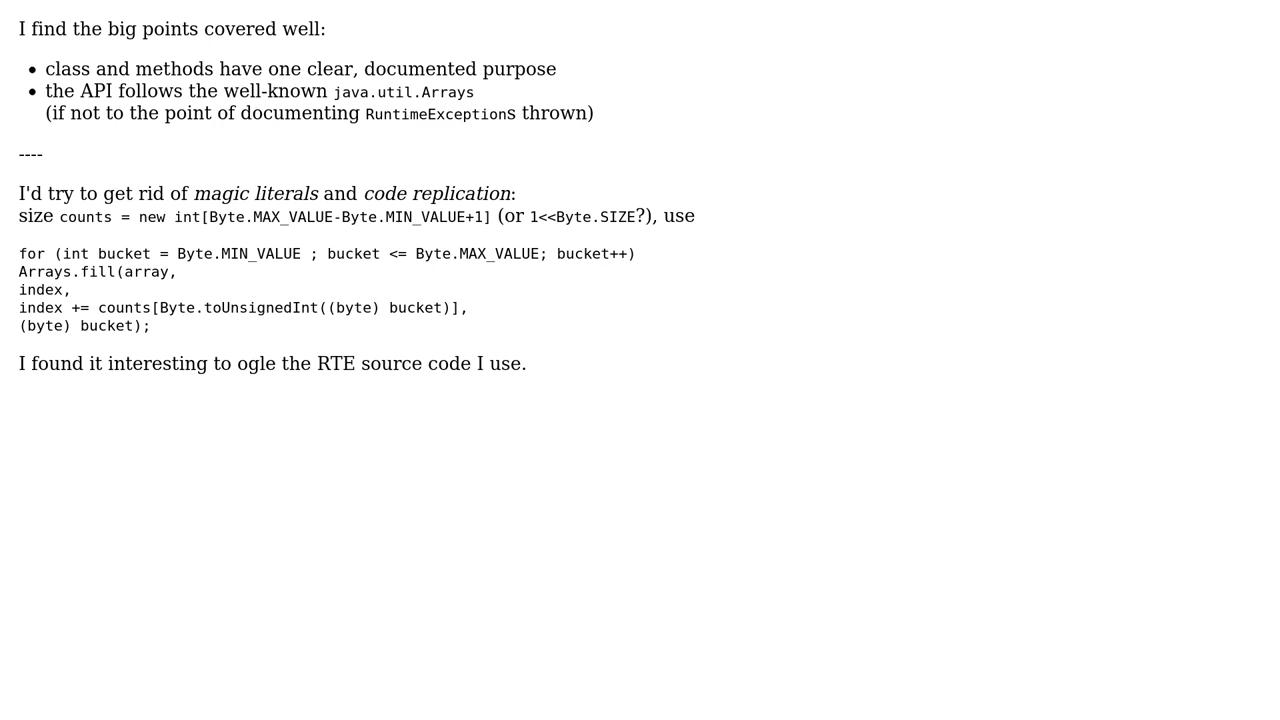 I find the big points covered well:
• class and methods have one clear, documented purpose
• the API follows the well-known java.util.Arrays
(if not to the point of documenting RuntimeExceptions thrown)
----
I'd try to get rid of magic literals and code replication:
size counts = new int[Byte.MAX_VALUE-Byte.MIN_VALUE+1] (or 1<<Byte.SIZE?), use
for (int bucket = Byte.MIN_VALUE ; bucket <= Byte.MAX_VALUE; bucket++)
Arrays.fill(array,
index,
index += counts[Byte.toUnsignedInt((byte) bucket)],
(byte) bucket);
I found it interesting to ogle the RTE source code I use.